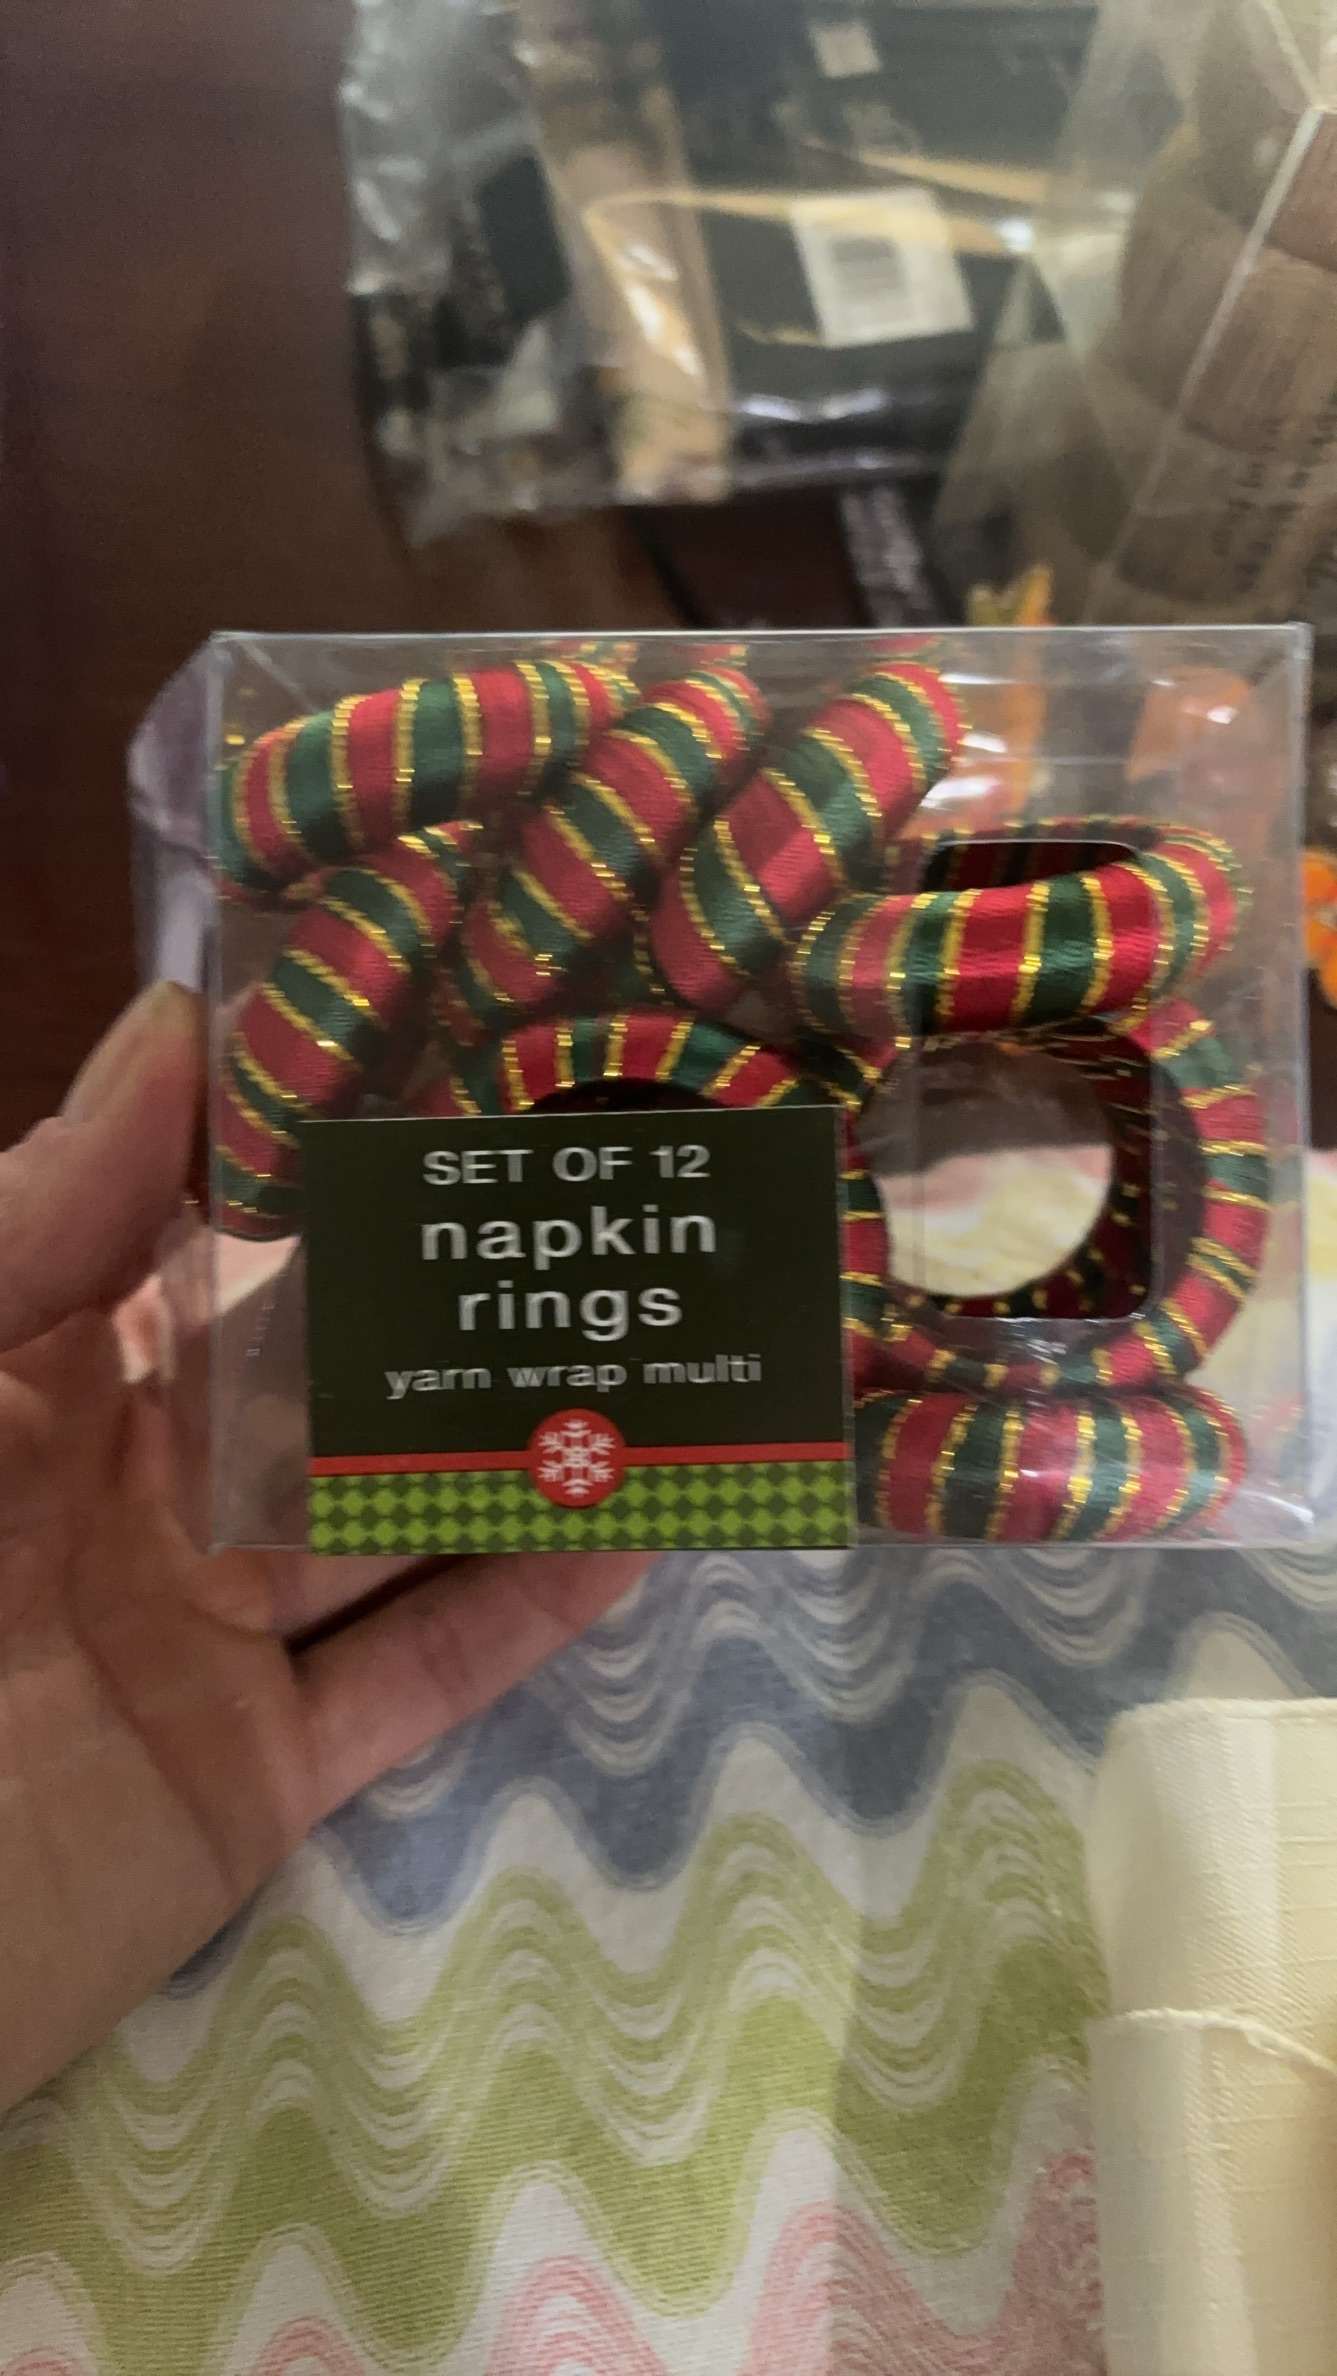 SET OF 12
napkin
rings
yarn wrap multi